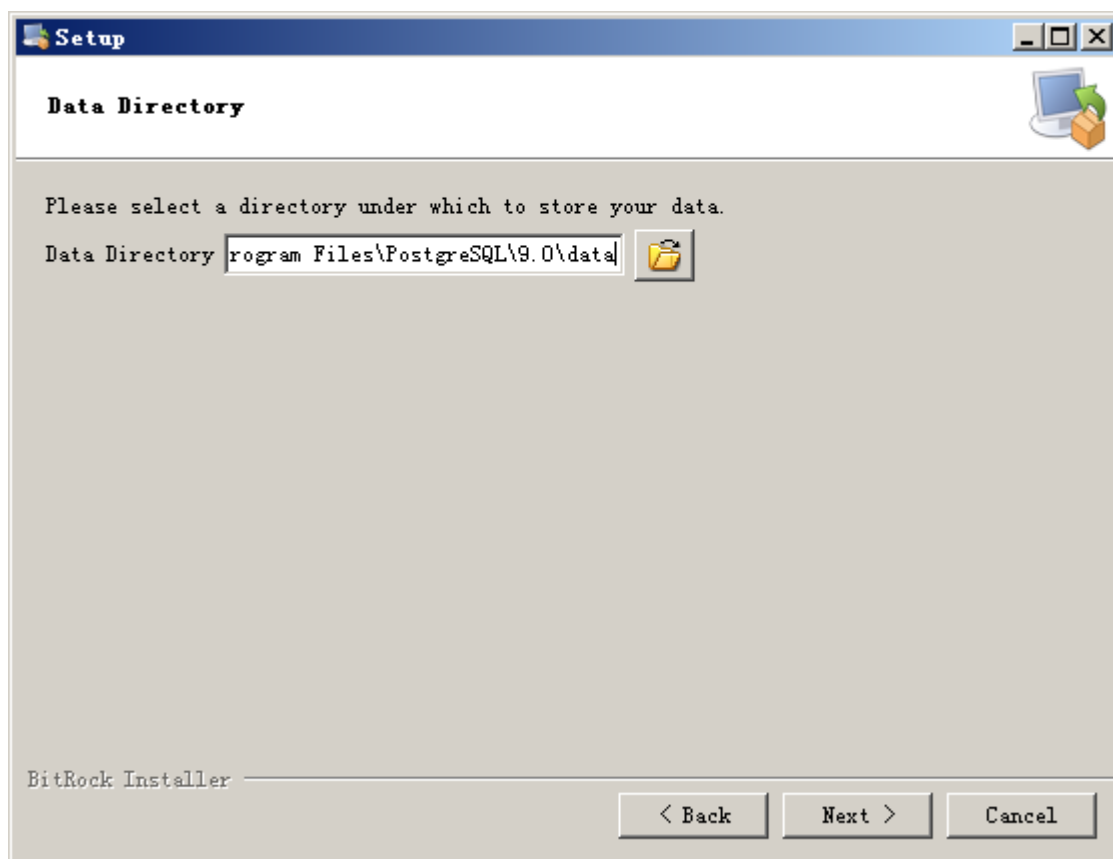 Setup
Data Directory
Please select a directory under which to store your data.
Data Directory rogram Files\PostgreSQL\9.0\data
BitRock Installer
< Back Next > Cancel